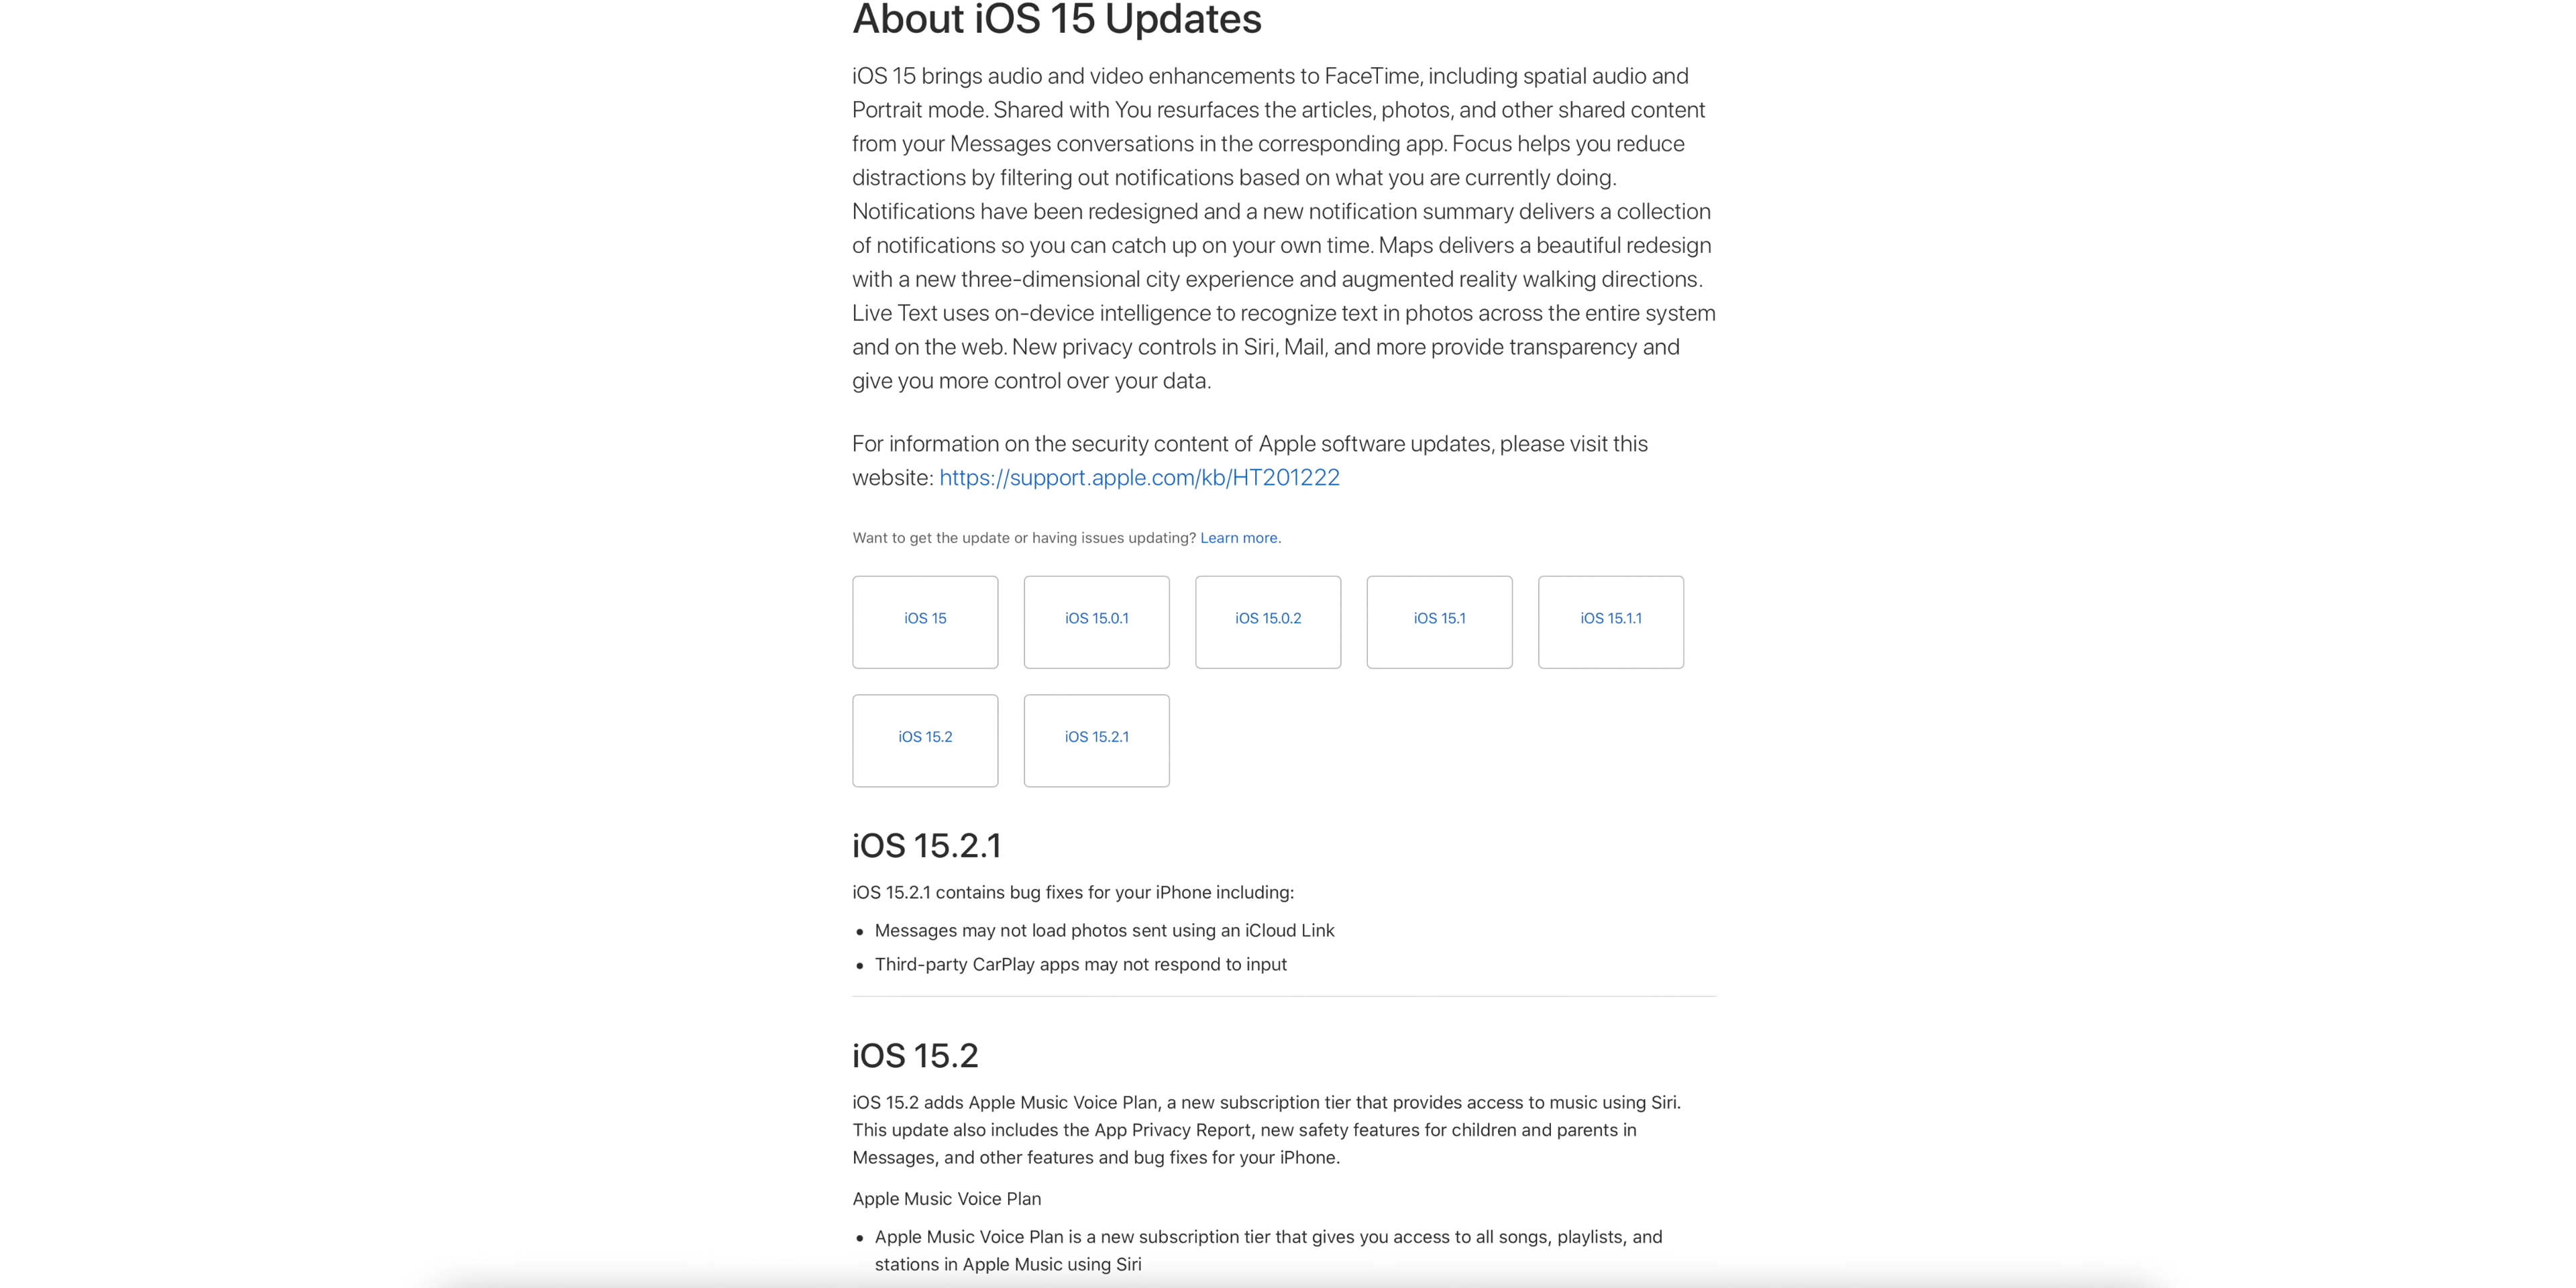 About iOS 15 Updates
iOS 15 brings audio and video enhancements to FaceTime, including spatial audio and
Portrait mode. Shared with You resurfaces the articles, photos, and other shared content
from your Messages conversations in the corresponding app. Focus helps you reduce
distractions by filtering out notifications based on what you are currently doing.
Notifications have been redesigned and a new notification summary delivers a collection
of notifications so you can catch up on your own time. Maps delivers a beautiful redesign
with a new three-dimensional city experience and augmented reality walking directions.
Live Text uses on-device intelligence to recognize text in photos across the entire system
and on the web. New privacy controls in Siri, Mail, and more provide transparency and
give you more control over your data.
For information on the security content of Apple software updates, please visit this
website: https://support.apple.com/kb/HT201222
Want to get the update or having issues updating? Learn more.
iOS 15
iOS 15.0.1
iOS 15.0.2
iOS 15.1
iOS 15.1.1
iOS 15.2
iOS 15.2.1
iOS 15.2.1
iOS 15.2.1 contains bug fixes for your iPhone including:
• Messages may not load photos sent using an iCloud Link
• Third-party CarPlay apps may not respond to input
iOS 15.2
iOS 15.2 adds Apple Music Voice Plan, a new subscription tier that provides access to music using Siri.
This update also includes the App Privacy Report, new safety features for children and parents in
Messages, and other features and bug fixes for your iPhone.
Apple Music Voice Plan
• Apple Music Voice Plan is a new subscription tier that gives you access to all songs, playlists, and
stations in Apple Music using Siri